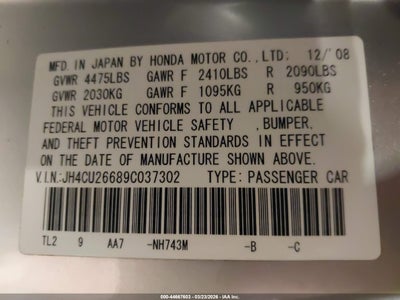 MFD. IN JAPAN BY HONDA MOTOR CO.,LTD: 12/'08
GVWR 4475LBS GAWR F 2410LBS R 2090LBS
GVWR 2030KG GAWR F 1095KG R 950KG
THIS VEHICLE CONFORMS TO ALL APPLICABLE
FEDERAL MOTOR VEHICLE SAFETY ,BUMPER,
AND THEFT PREVENTION STANDARDS IN EFFECT
ON THE DATE OF MANUFACTURE SHOWN ABOVE.
V.I.N.:JH4CU26689C037302 TYPE: PASSENGER CAR
TL2 9 AA7 -NH743M -B -C
000-44667603 - 03/23/2026 - IAA Inc.